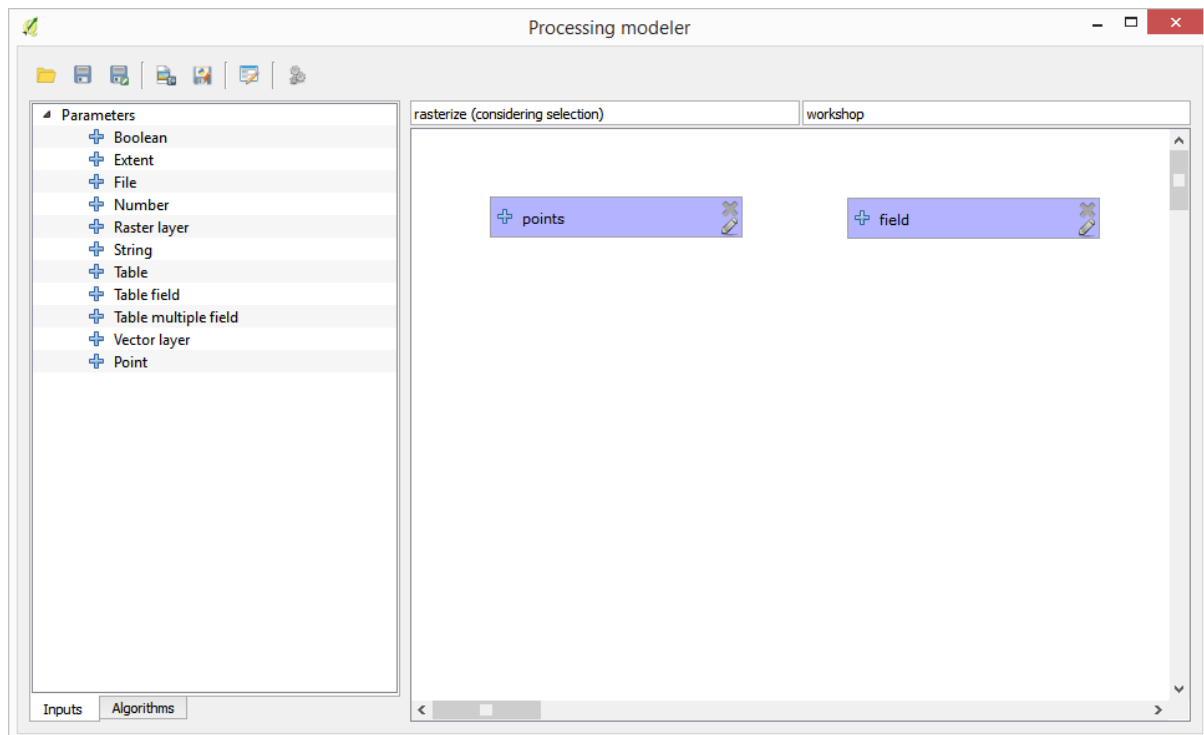 Processing modeler
Parameters
Boolean
Extent
File
Number
Raster layer
String
Table
Table field
Table multiple field
Vector layer
Point
Inputs
Algorithms
rasterize (considering selection)
workshop
points
field